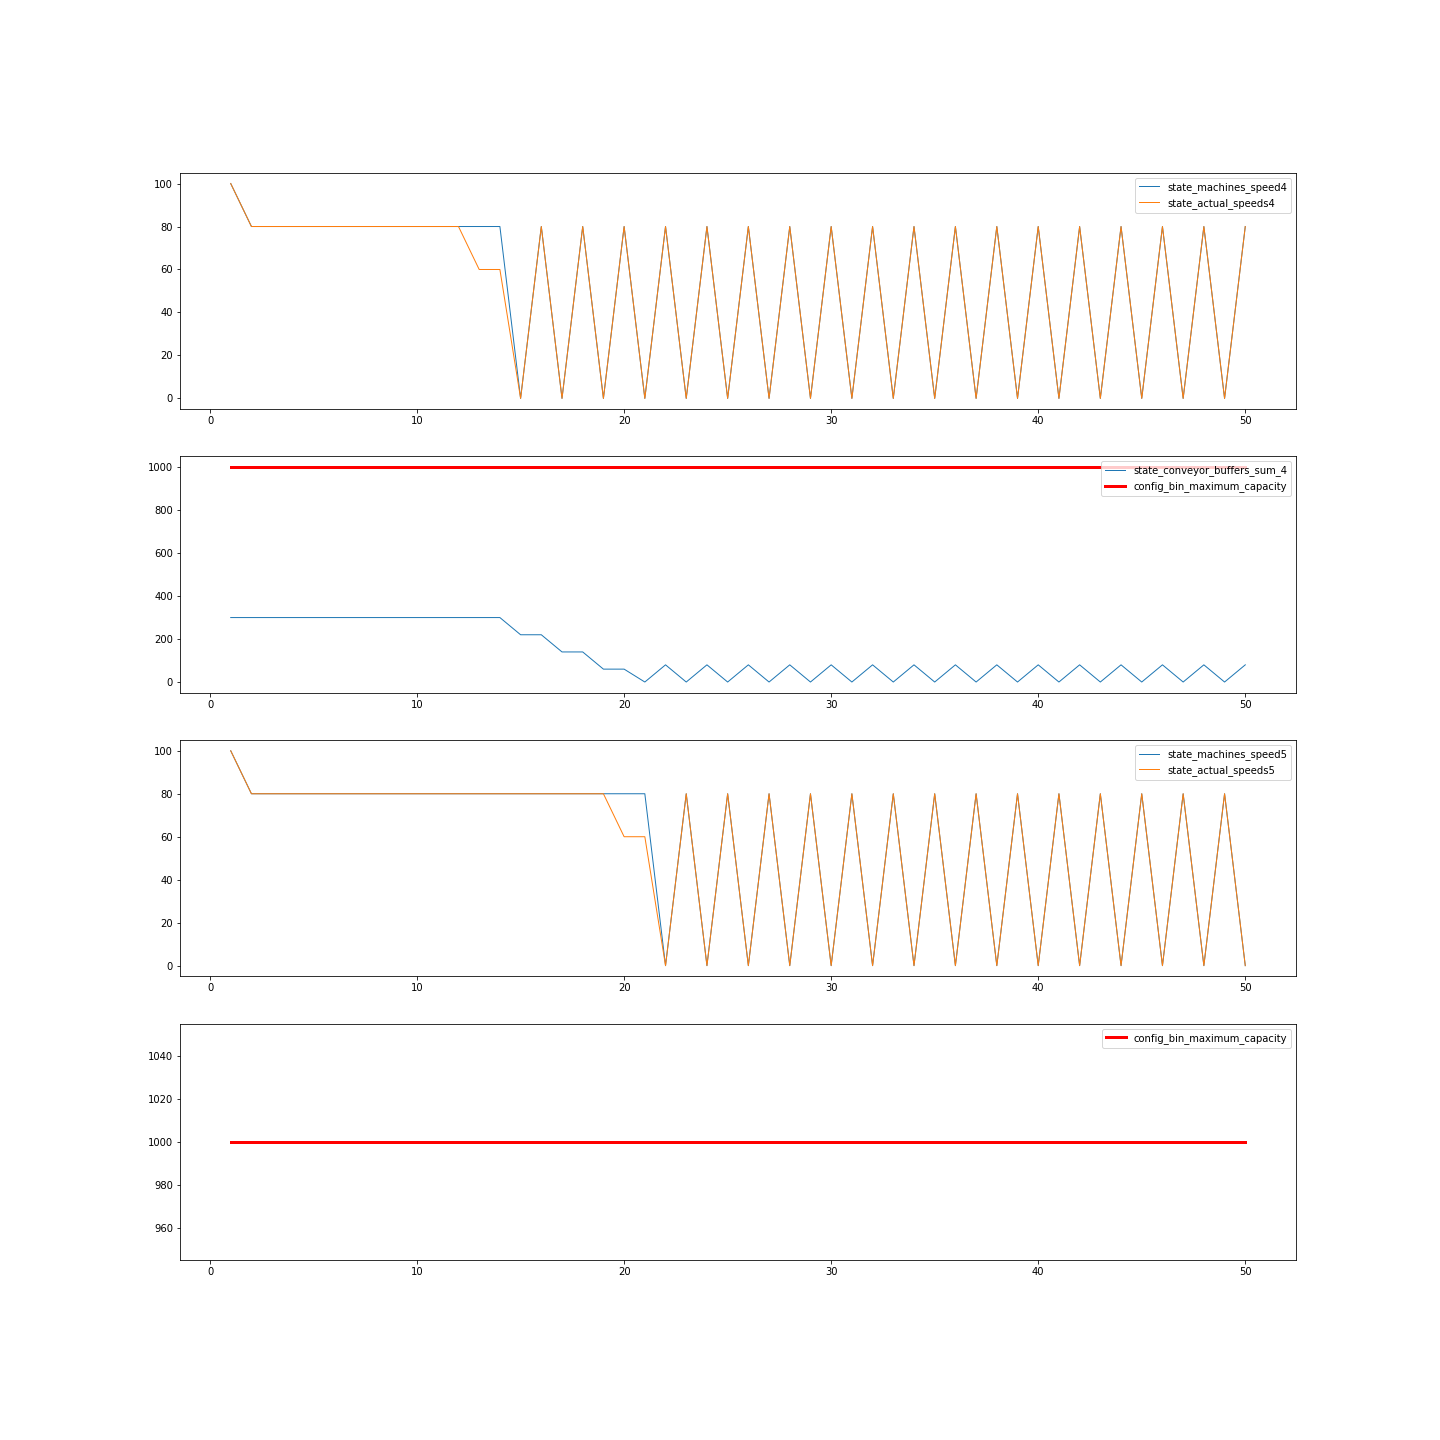 100
80
60
40
20
0
state_machines_speed4
state_actual_speeds4
0 10 20 30 40 50
1000
800
600
400
200
0
state_conveyor_buffers_sum_4
config_bin_maximum_capacity
0 10 20 30 40 50
100
80
60
40
20
0
state_machines_speed5
state_actual_speeds5
0 10 20 30 40 50
1040
1020
1000
980
960
config_bin_maximum_capacity
0 10 20 30 40 50